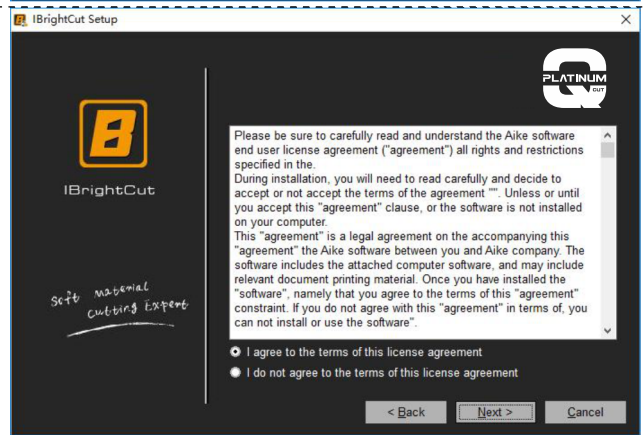 IBrightCut Setup
PLATINUM
CUT
Please be sure to carefully read and understand the Aike software
end user license agreement ("agreement") all rights and restrictions
specified in the.
During installation, you will need to read carefully and decide to
accept or not accept the terms of the agreement "". Unless or until
you accept this "agreement" clause, or the software is not installed
on your computer.
This "agreement" is a legal agreement on the accompanying this
"agreement" the Aike software between you and Aike company. The
software includes the attached computer software, and may include
relevant document printing material. Once you have installed the
"software", namely that you agree to the terms of this "agreement"
constraint. If you do not agree with this "agreement" in terms of, you
can not install or use the software".
IBrightCut
Soft material
cutting Expert
I agree to the terms of this license agreement
I do not agree to the terms of this license agreement
< Back
Next >
Cancel